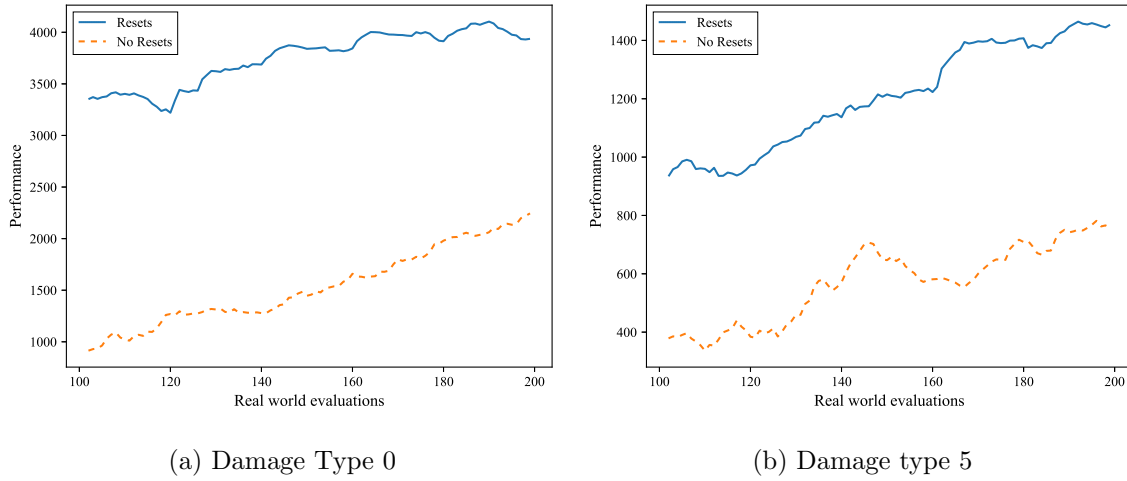 Resets
No Resets
4000
3500
3000
2500
2000
1500
1000
Performance
100 120 140 160 180 200
Real world evaluations
(a) Damage Type 0
Resets
No Resets
1400
1200
1000
800
600
400
Performance
100 120 140 160 180 200
Real world evaluations
(b) Damage type 5